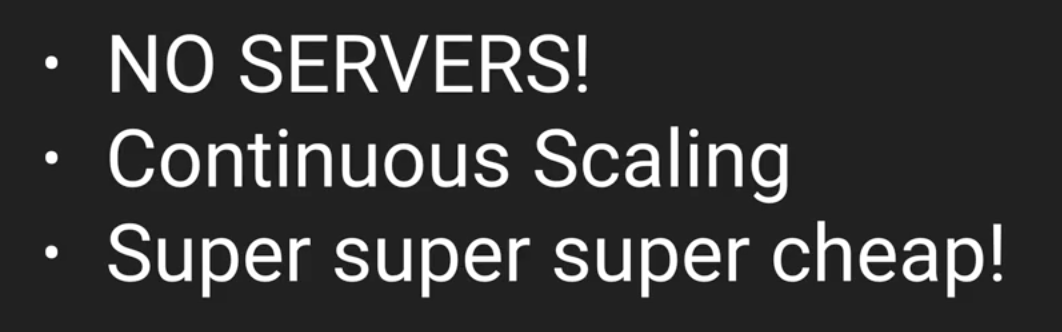 · NO SERVERS!
· Continuous Scaling
· Super super super cheap!